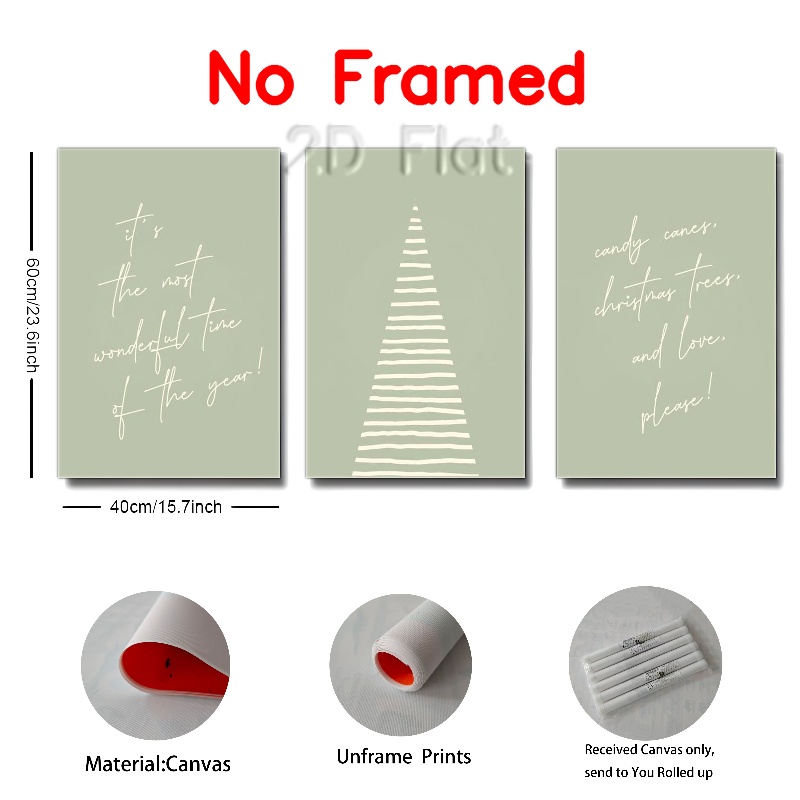 No Framed
2D Flat
it's
the most
wonderful time
of the year!
candy canes,
christmas trees,
and love,
please!
60cm/23.6inch
40cm/15.7inch
Material:Canvas
Unframe Prints
Received Canvas only,
send to You Rolled up